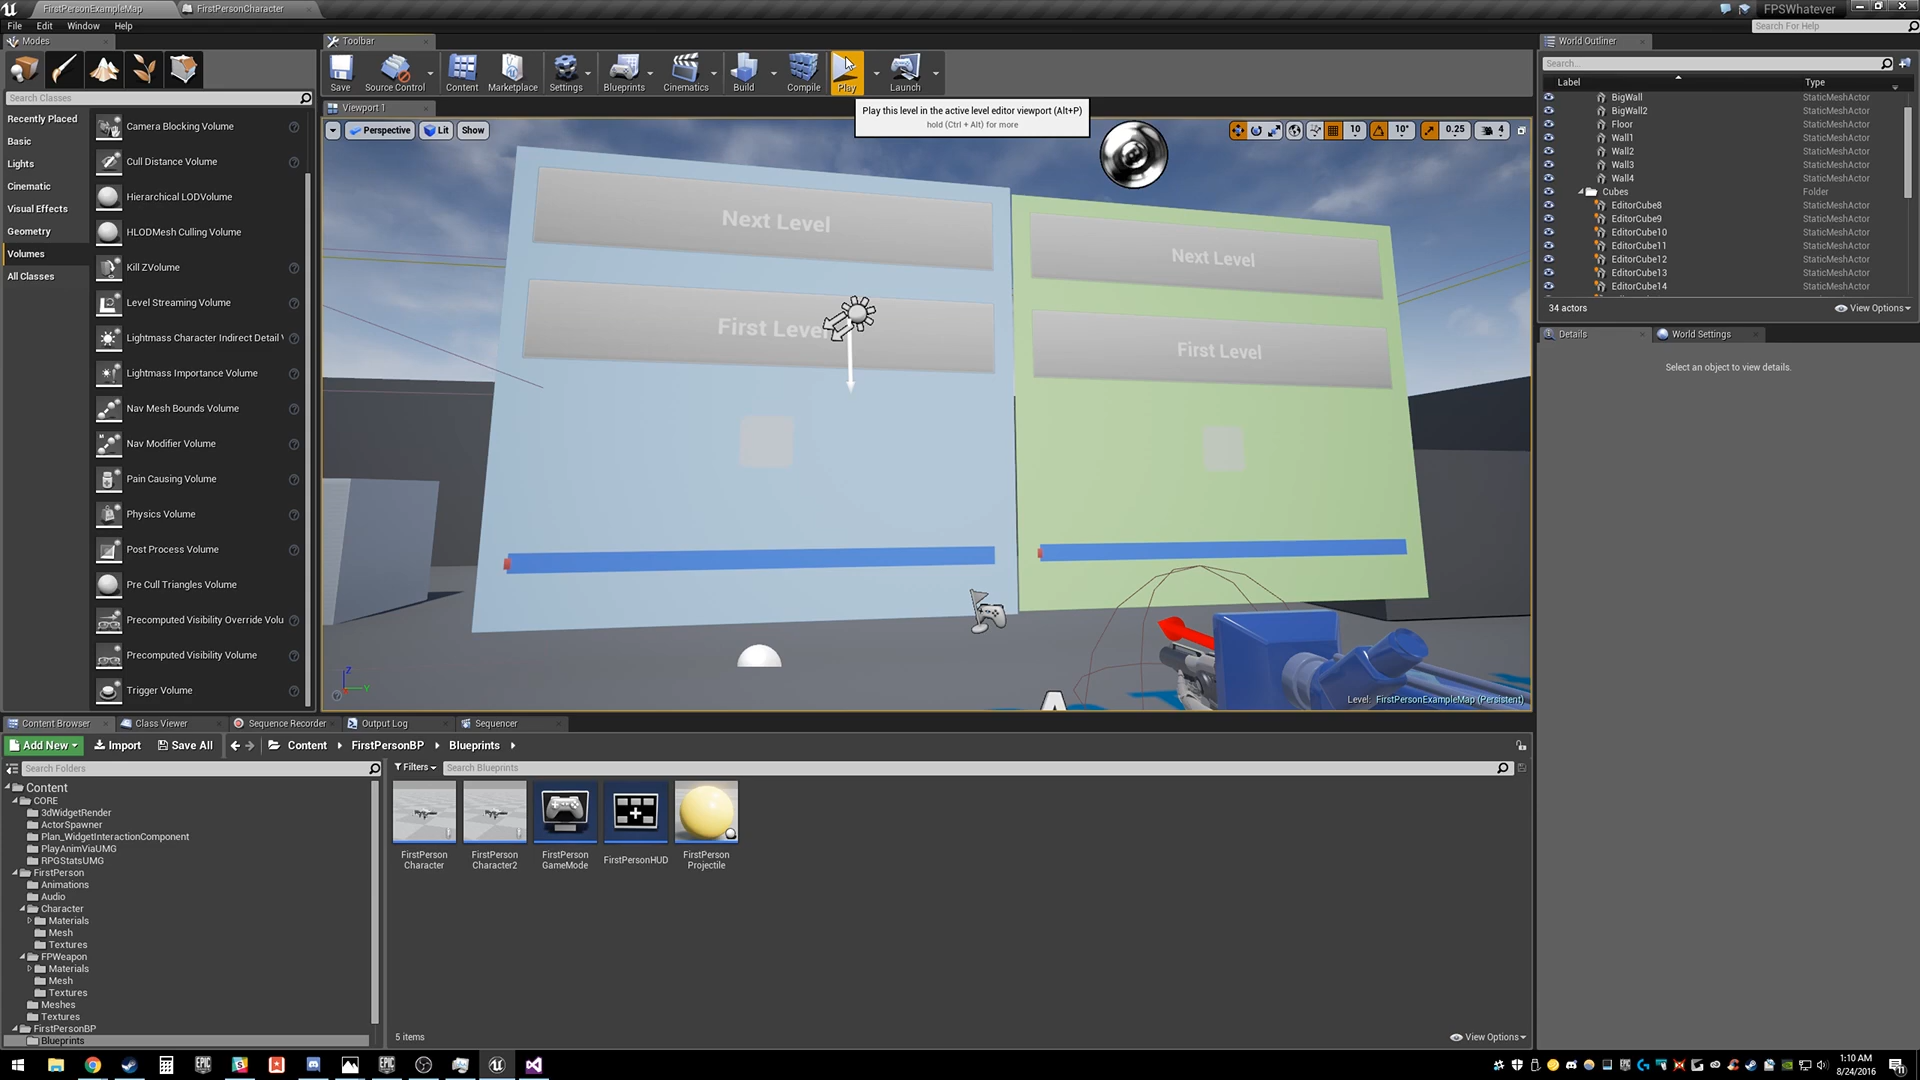 FirstPersonExampleMap
FirstPersonCharacter
FPSWhatever
File Edit Window Help
Search For Help
Modes
Toolbar
World Outliner
Save
Source Control
Content
Marketplace
Settings
Blueprints
Cinematics
Build
Compile
Play
Launch
Search Classes
Viewport 1
Play this level in the active level editor viewport (Alt+P)
hold (Ctrl + Alt) for more
Perspective
Lit
Show
10
10°
0.25
4
Recently Placed
Basic
Lights
Cinematic
Visual Effects
Geometry
Volumes
All Classes
Camera Blocking Volume
Cull Distance Volume
Hierarchical LODVolume
HLODMesh Culling Volume
Kill ZVolume
Level Streaming Volume
Lightmass Character Indirect Detail
Lightmass Importance Volume
Nav Mesh Bounds Volume
Nav Modifier Volume
Pain Causing Volume
Physics Volume
Post Process Volume
Pre Cull Triangles Volume
Precomputed Visibility Override Volu
Precomputed Visibility Volume
Trigger Volume
Next Level
First Level
Next Level
First Level
Z
Y
Level: FirstPersonExampleMap (Persistent)
Search...
Label Type
BigWall StaticMeshActor
BigWall2 StaticMeshActor
Floor StaticMeshActor
Wall1 StaticMeshActor
Wall2 StaticMeshActor
Wall3 StaticMeshActor
Wall4 StaticMeshActor
Cubes Folder
EditorCube8 StaticMeshActor
EditorCube9 StaticMeshActor
EditorCube10 StaticMeshActor
EditorCube11 StaticMeshActor
EditorCube12 StaticMeshActor
EditorCube13 StaticMeshActor
EditorCube14 StaticMeshActor
34 actors
View Options
Details
World Settings
Select an object to view details.
Content Browser
Class Viewer
Sequence Recorder
Output Log
Sequencer
Add New
Import
Save All
Content
FirstPersonBP
Blueprints
Search Folders
Filters
Search Blueprints
Content
CORE
3dWidgetRender
ActorSpawner
Plan_WidgetInteractionComponent
PlayAnimViaUMG
RPGStatsUMG
FirstPerson
Animations
Audio
Character
Materials
Mesh
Textures
FPWeapon
Materials
Mesh
Textures
Meshes
Textures
FirstPersonBP
Blueprints
FirstPerson
Character
FirstPerson
Character2
FirstPerson
GameMode
FirstPersonHUD
FirstPerson
Projectile
5 items
View Options
1:10 AM
8/24/2016